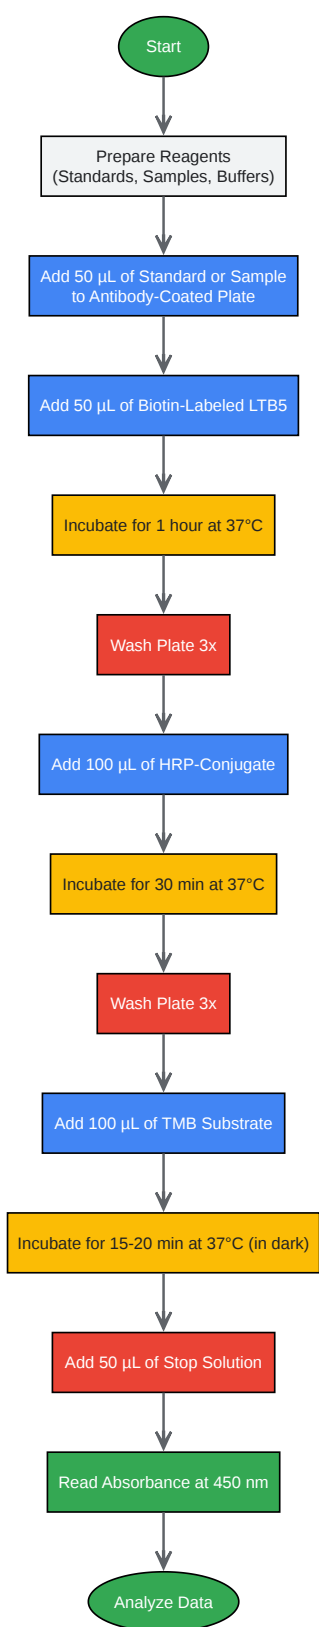 Start
Prepare Reagents
(Standards, Samples, Buffers)
Add 50 µL of Standard or Sample
to Antibody-Coated Plate
Add 50 µL of Biotin-Labeled LTB5
Incubate for 1 hour at 37°C
Wash Plate 3x
Add 100 µL of HRP-Conjugate
Incubate for 30 min at 37°C
Wash Plate 3x
Add 100 µL of TMB Substrate
Incubate for 15-20 min at 37°C (in dark)
Add 50 µL of Stop Solution
Read Absorbance at 450 nm
Analyze Data